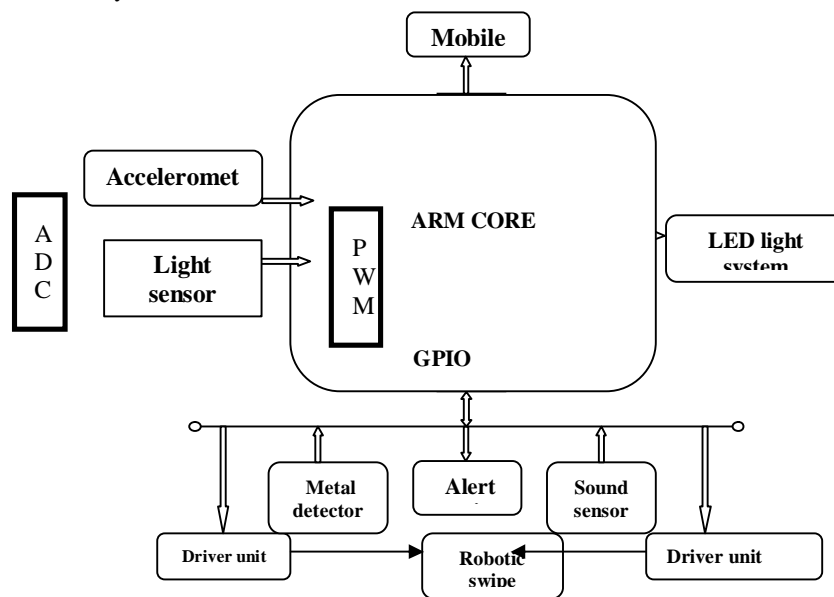 Mobile
Acceleromet
A
D
C
Light
sensor
P
W
M
ARM CORE
GPIO
LED light
system
Metal
detector
Alert
Sound
sensor
Driver unit
Robotic
swipe
Driver unit